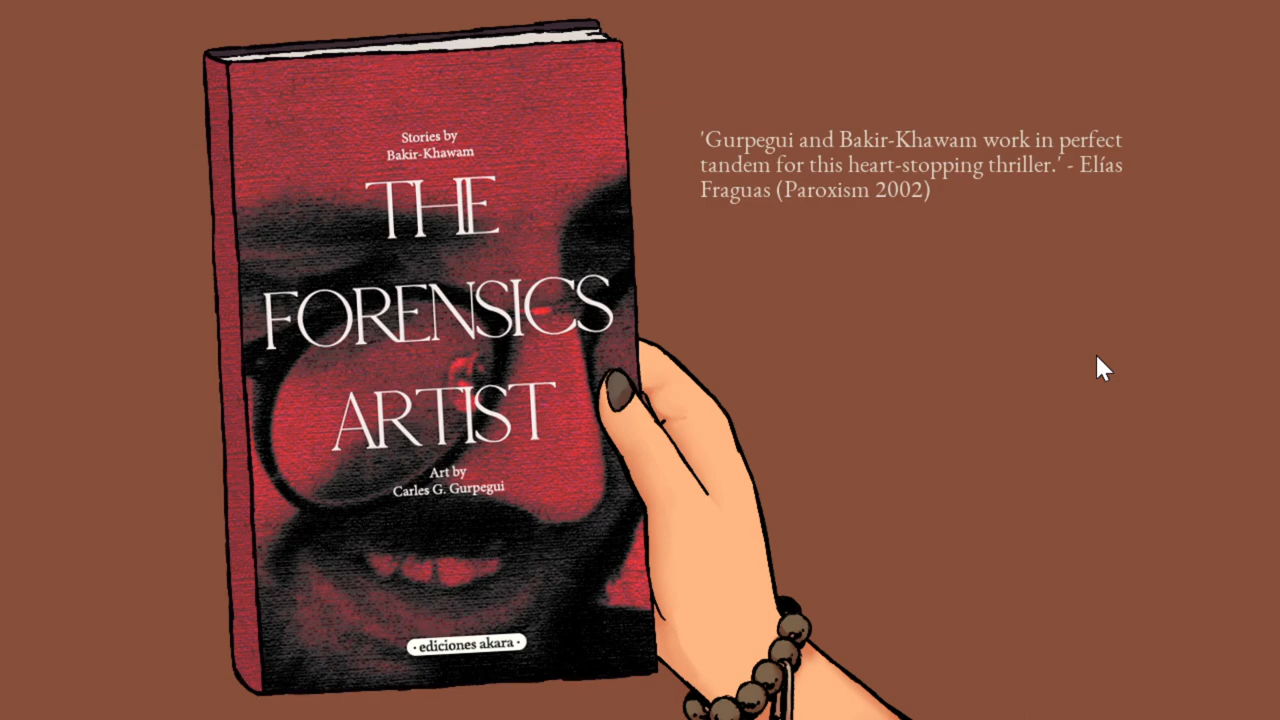 Stories by
Bakir-Khawam
THE
FORENSICS
ARTIST
Art by
Carles G. Gurpegui
· ediciones akara ·
'Gurpegui and Bakir-Khawam work in perfect
tandem for this heart-stopping thriller.' - Elías
Fraguas (Paroxism 2002)